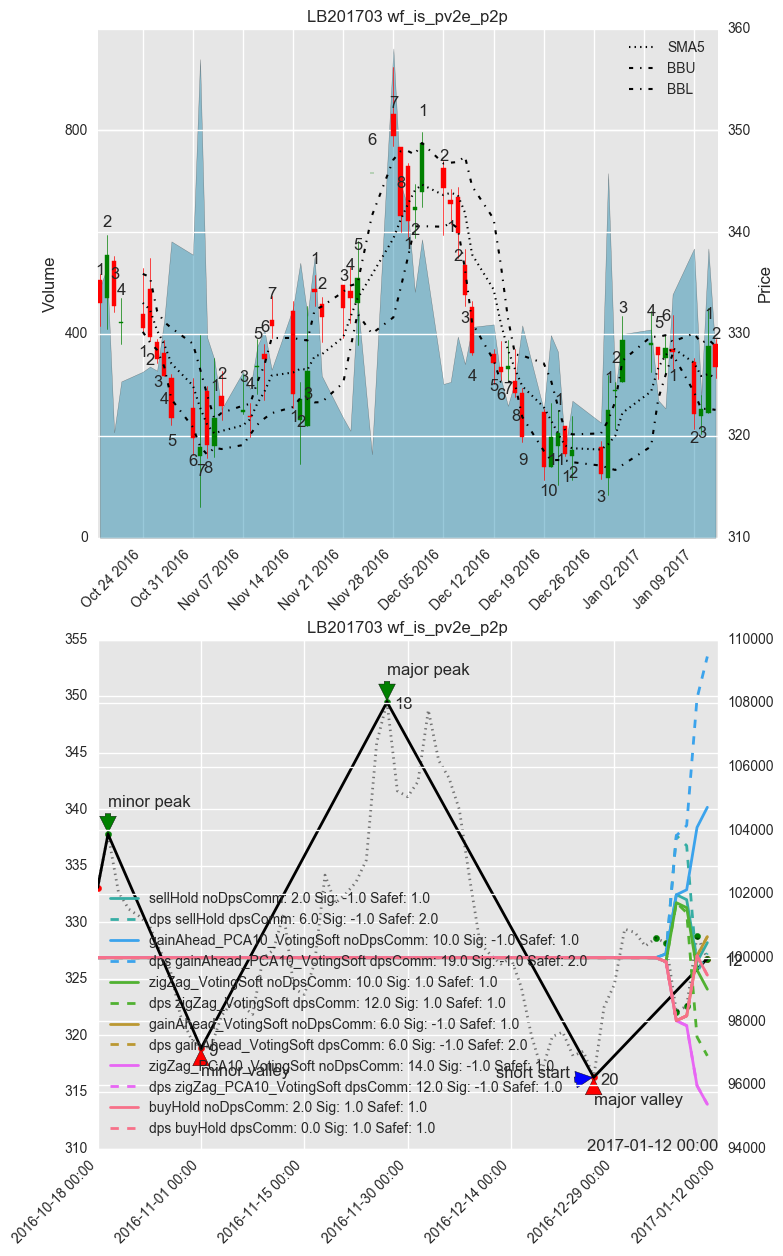 LB201703 wf_is_pv2e_p2p
360
SMA5
BBU
BBL
350
340
330
320
310
800
400
0
Volume
Price
Oct 24 2016
Oct 31 2016
Nov 07 2016
Nov 14 2016
Nov 21 2016
Nov 28 2016
Dec 05 2016
Dec 12 2016
Dec 19 2016
Dec 26 2016
Jan 02 2017
Jan 09 2017
LB201703 wf_is_pv2e_p2p
355
350
345
340
335
330
325
320
315
310
110000
108000
106000
104000
102000
100000
98000
96000
94000
major peak
18
minor peak
sellHold noDpsComm: 2.0 Sig: -1.0 Safef: 1.0
dps sellHold dpsComm: 6.0 Sig: -1.0 Safef: 2.0
gainAhead_PCA10_VotingSoft noDpsComm: 10.0 Sig: -1.0 Safef: 1.0
dps gainAhead_PCA10_VotingSoft dpsComm: 19.0 Sig: -1.0 Safef: 2.0
12
zigZag_VotingSoft noDpsComm: 10.0 Sig: 1.0 Safef: 1.0
dps zigZag_VotingSoft dpsComm: 12.0 Sig: 1.0 Safef: 1.0
gainAhead_VotingSoft noDpsComm: 6.0 Sig: -1.0 Safef: 1.0
dps gainAhead_VotingSoft dpsComm: 6.0 Sig: -1.0 Safef: 2.0
9
zigZag_PCA10_VotingSoft noDpsComm: 14.0 Sig: -1.0 Safef: 1.0
minor valley
short start
20
dps zigZag_PCA10_VotingSoft dpsComm: 12.0 Sig: -1.0 Safef: 1.0
major valley
buyHold noDpsComm: 2.0 Sig: 1.0 Safef: 1.0
dps buyHold dpsComm: 0.0 Sig: 1.0 Safef: 1.0
2017-01-12 00:00
2016-10-18 00:00
2016-11-01 00:00
2016-11-15 00:00
2016-11-30 00:00
2016-12-14 00:00
2016-12-29 00:00
2017-01-12 00:00